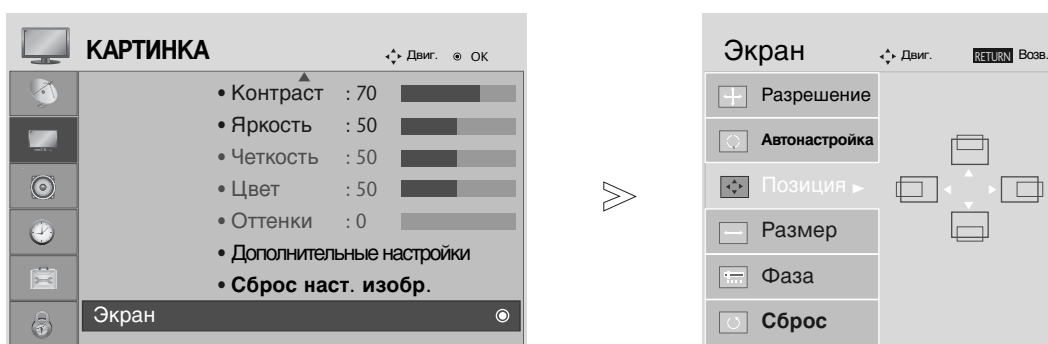 КАРТИНКА
Двиг. OK
• Контраст : 70
• Яркость : 50
• Четкость : 50
• Цвет : 50
• Оттенки : 0
• Дополнительные настройки
• Сброс наст. изобр.
Экран
Экран
Двиг. RETURN Возв.
Разрешение
Автонастройка
Позиция ►
Размер
Фаза
Сброс